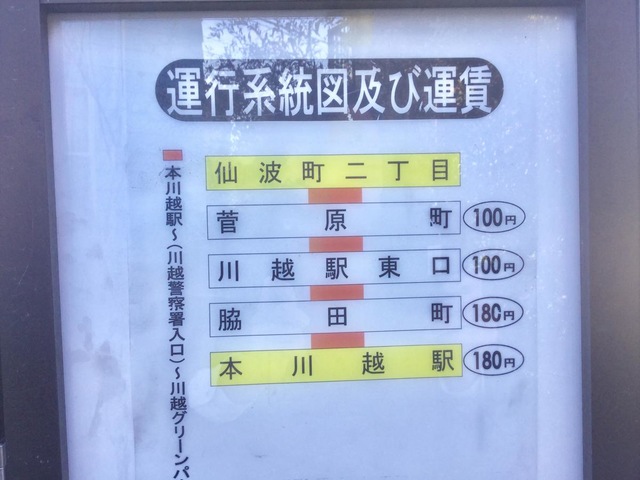 運行系統図及び運賃
本川越駅～(川越警察署入口)～川越グリーンパ
仙波町二丁目
菅原町 100円
川越駅東口 100円
脇田町 180円
本川越駅 180円